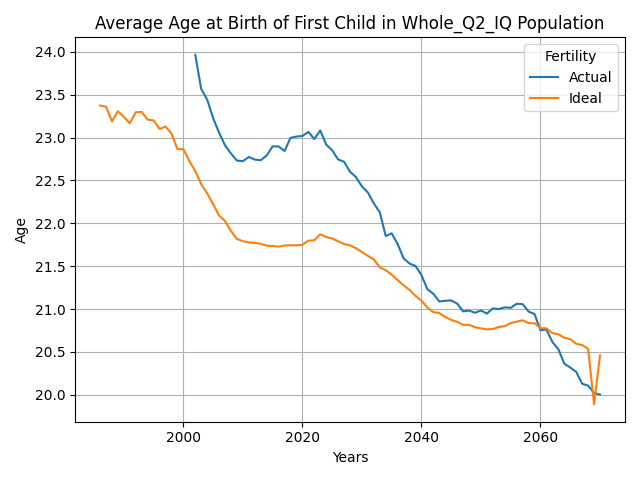 Average Age at Birth of First Child in Whole_Q2_IQ Population
Fertility
Actual
Ideal
24.0
23.5
23.0
22.5
22.0
21.5
21.0
20.5
20.0
Age
2000
2020
2040
2060
Years